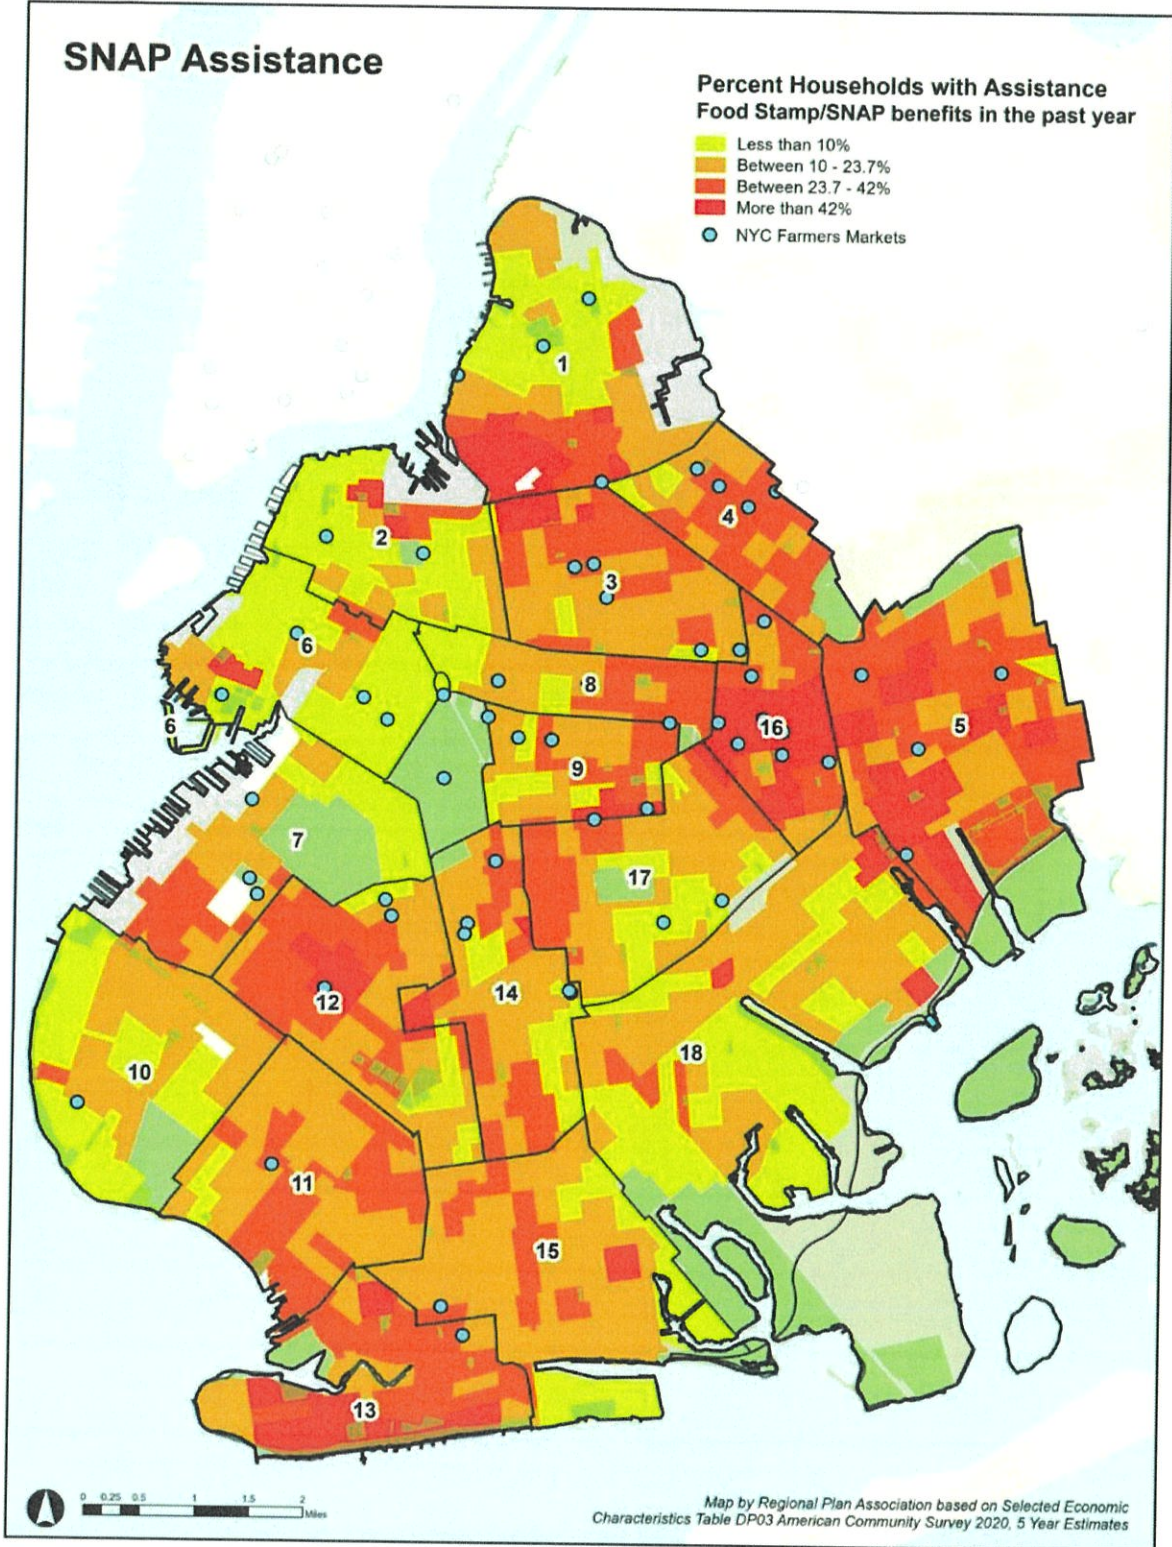 SNAP Assistance
Percent Households with Assistance
Food Stamp/SNAP benefits in the past year
Less than 10%
Between 10 - 23.7%
Between 23.7 - 42%
More than 42%
NYC Farmers Markets
1
2
4
3
6
8
6
16
5
9
7
17
12
14
18
10
11
15
13
0 0.25 0.5 1 1.5 2
Miles
Map by Regional Plan Association based on Selected Economic
Characteristics Table DP03 American Community Survey 2020, 5 Year Estimates